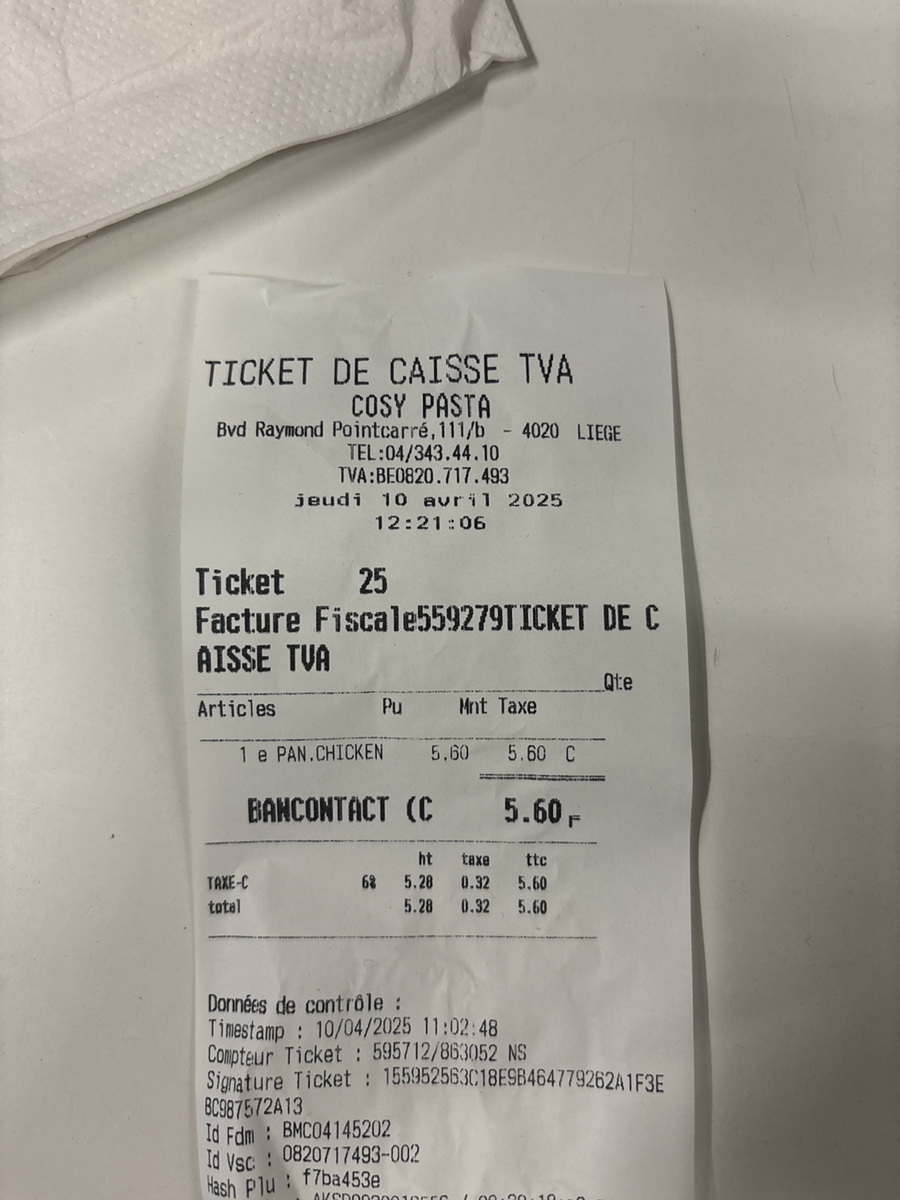 TICKET DE CAISSE TVA
COSY PASTA
Bvd Raymond Pointcarré,111/b - 4020 LIEGE
TEL:04/343.44.10
TVA:BE0820.717.493
jeudi 10 avril 2025
12:21:06
Ticket 25
Facture Fiscale559279TICKET DE C
AISSE TVA
Qte
Articles Pu Mnt Taxe
1 e PAN.CHICKEN 5.60 5.60 C
BANCONTACT (C 5.60 F
ht taxe ttc
TAXE-C 6% 5.28 0.32 5.60
total 5.28 0.32 5.60
Données de contrôle :
Timestamp : 10/04/2025 11:02:48
Compteur Ticket : 595712/863052 NS
Signature Ticket : 155952563C18E9B464779262A1F3E
BC987572A13
Id Fdm : BMC04145202
Id Vsc : 0820717493-002
Hash Plu : f7ba453e